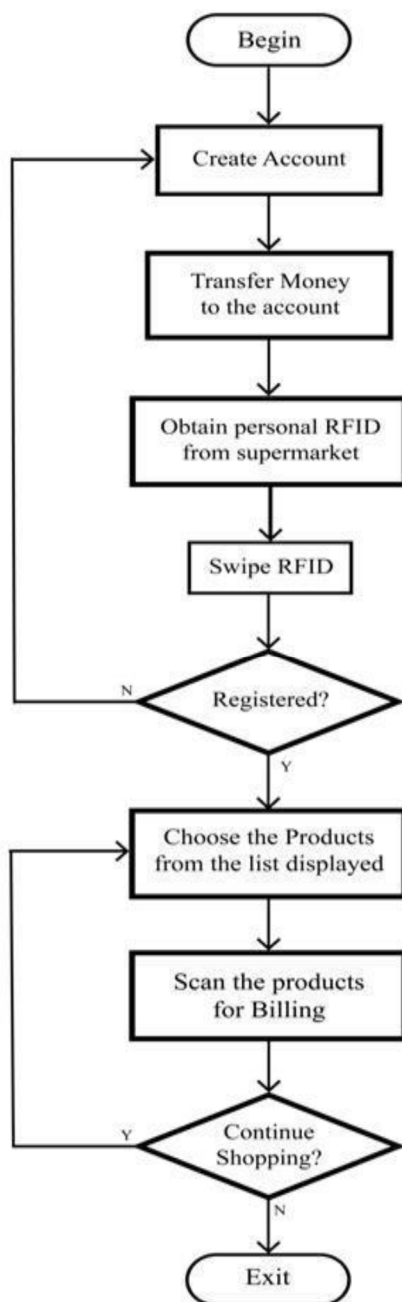 Begin
Create Account
Transfer Money
to the account
Obtain personal RFID
from supermarket
Swipe RFID
N
Registered?
Y
Choose the Products
from the list displayed
Scan the products
for Billing
Y
Continue
Shopping?
N
Exit